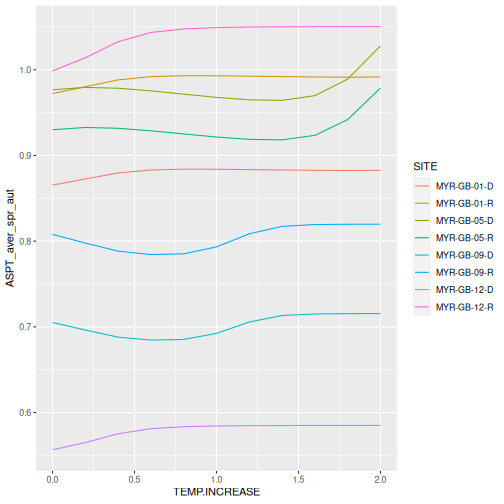 1.0
0.9
0.8
0.7
0.6
ASPT_aver_spr_aut
0.0 0.5 1.0 1.5 2.0
TEMP.INCREASE
SITE
MYR-GB-01-D
MYR-GB-01-R
MYR-GB-05-D
MYR-GB-05-R
MYR-GB-09-D
MYR-GB-09-R
MYR-GB-12-D
MYR-GB-12-R